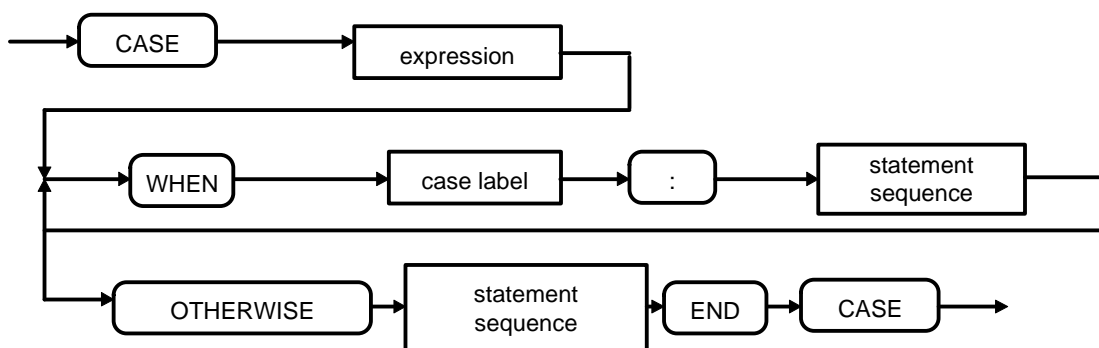 CASE
expression
WHEN
case label
:
statement
sequence
OTHERWISE
statement
sequence
END
CASE